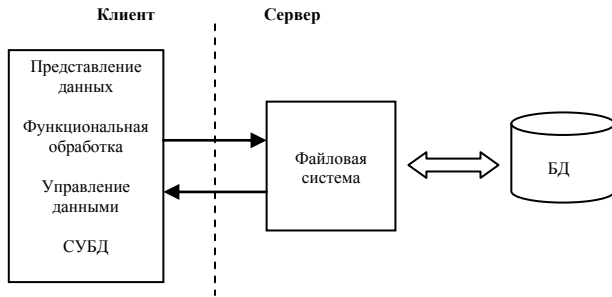 Клиент
Сервер
Представление
данных
Функциональная
обработка
Управление
данными
СУБД
Файловая
система
БД